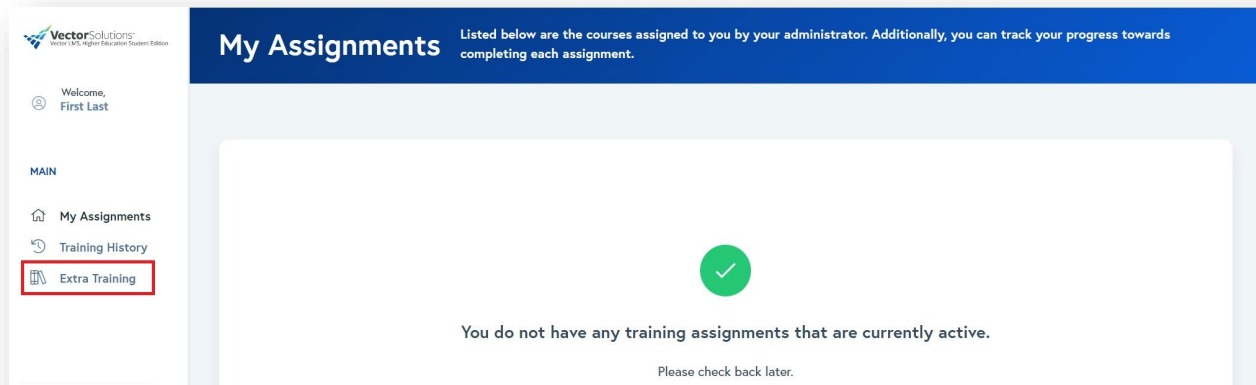 VectorSolutions™
Vector LMS, Higher Education Student Edition
My Assignments
Listed below are the courses assigned to you by your administrator. Additionally, you can track your progress towards
completing each assignment.
Welcome,
First Last
MAIN
My Assignments
Training History
Extra Training
You do not have any training assignments that are currently active.
Please check back later.